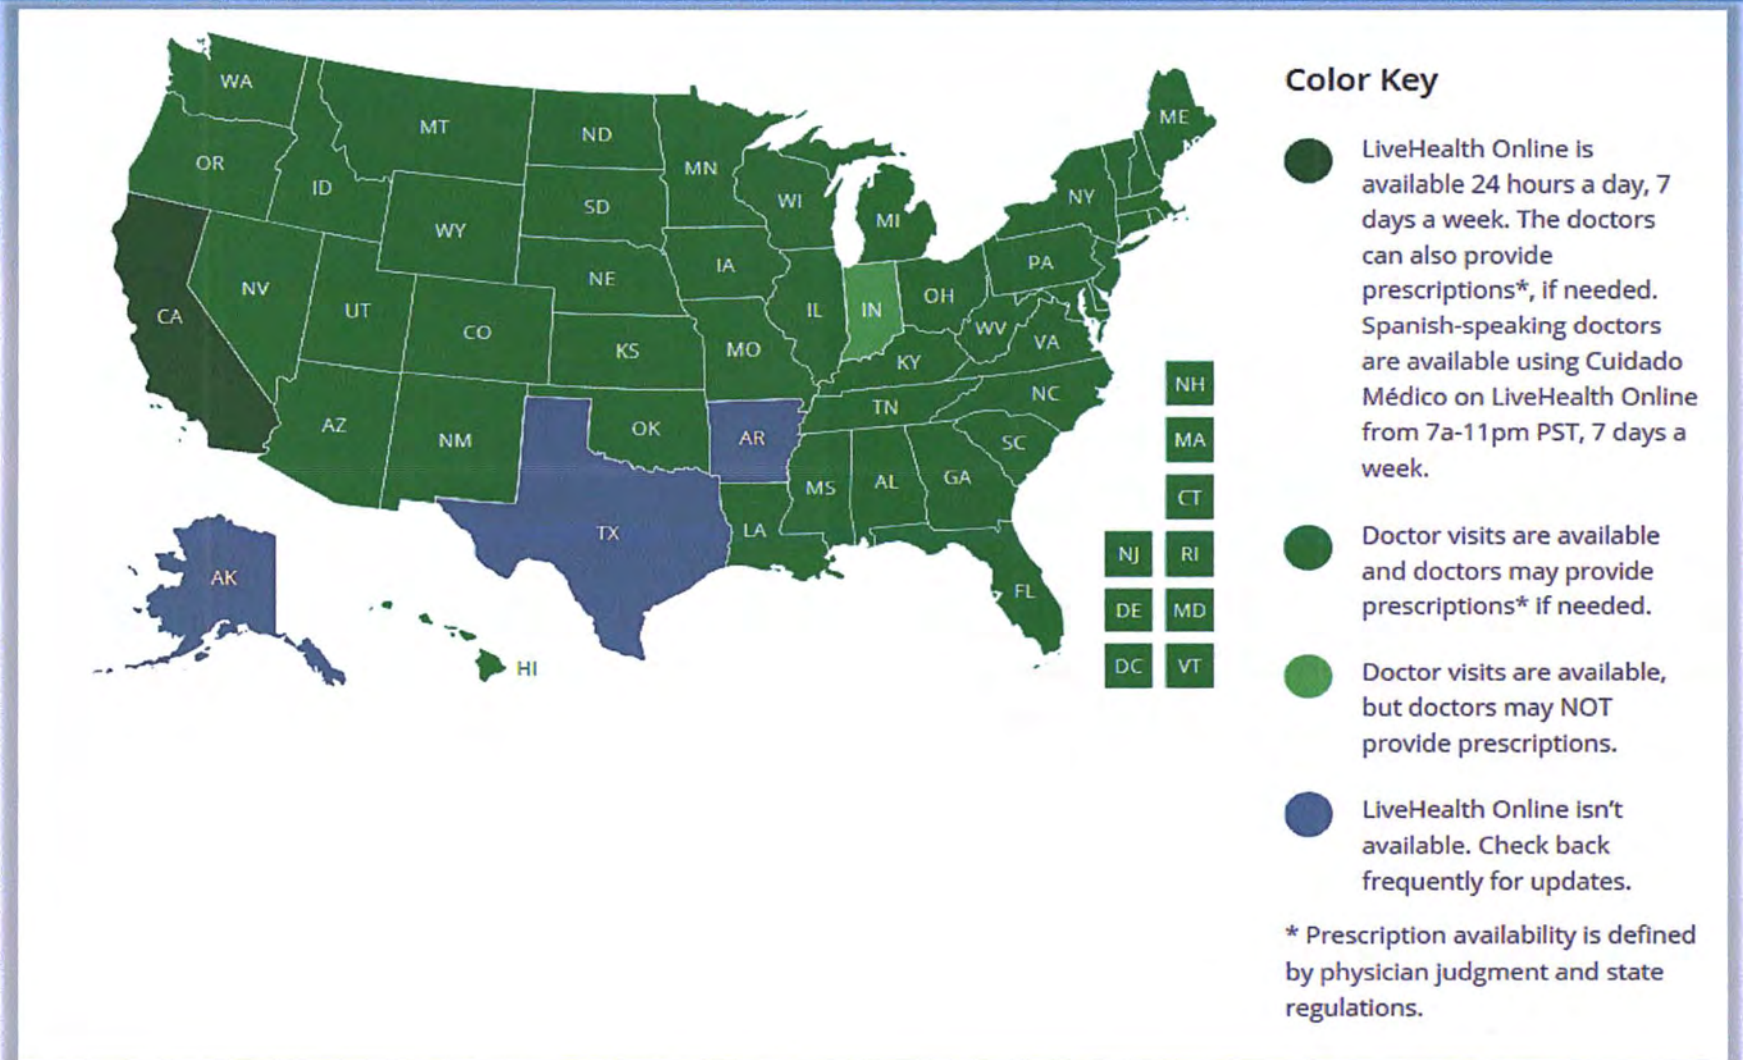 WA
MT
ND
MN
ME
OR
ID
SD
WI
NY
WY
MI
IA
PA
NV
UT
NE
OH
IL
IN
CA
CO
WV
VA
KS
MO
KY
NC
TN
AZ
NM
OK
AR
SC
MS
AL
GA
TX
LA
AK
FL
HI
NH
MA
CT
NJ
RI
DE
MD
DC
VT
Color Key
LiveHealth Online is
available 24 hours a day, 7
days a week. The doctors
can also provide
prescriptions*, if needed.
Spanish-speaking doctors
are available using Cuidado
Médico on LiveHealth Online
from 7a-11pm PST, 7 days a
week.
Doctor visits are available
and doctors may provide
prescriptions* if needed.
Doctor visits are available,
but doctors may NOT
provide prescriptions.
LiveHealth Online isn't
available. Check back
frequently for updates.
* Prescription availability is defined
by physician judgment and state
regulations.